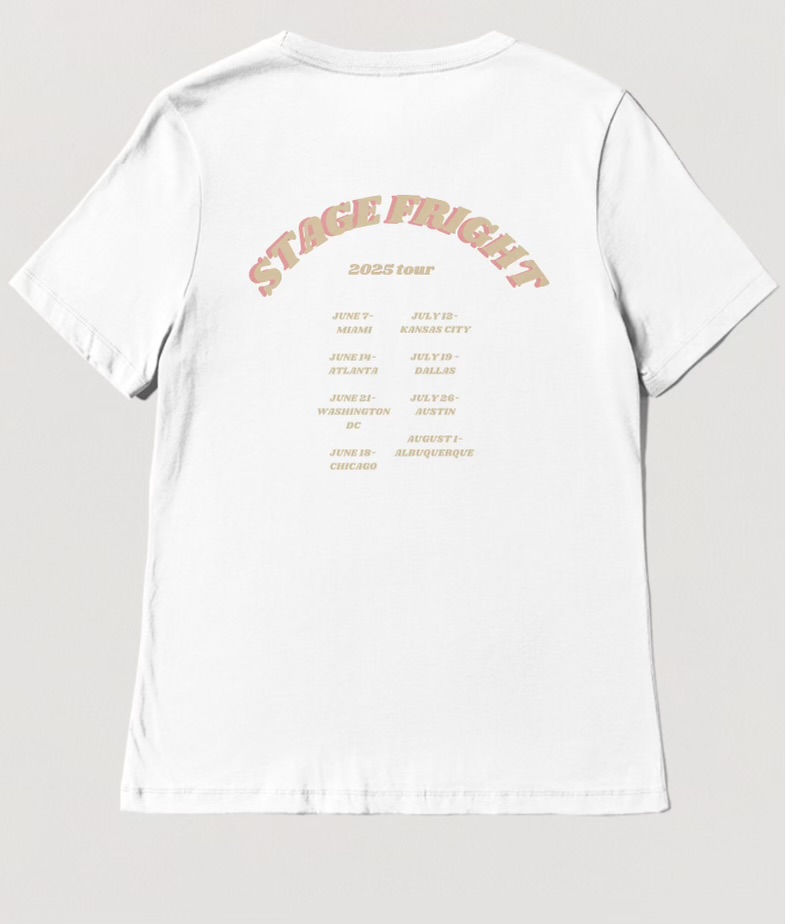 STAGE FRIGHT
2025 tour
JUNE 7-
MIAMI
JUNE 14-
ATLANTA
JUNE 21-
WASHINGTON
DC
JUNE 18-
CHICAGO
JULY 12-
KANSAS CITY
JULY 19 -
DALLAS
JULY 26-
AUSTIN
AUGUST 1-
ALBUQUERQUE